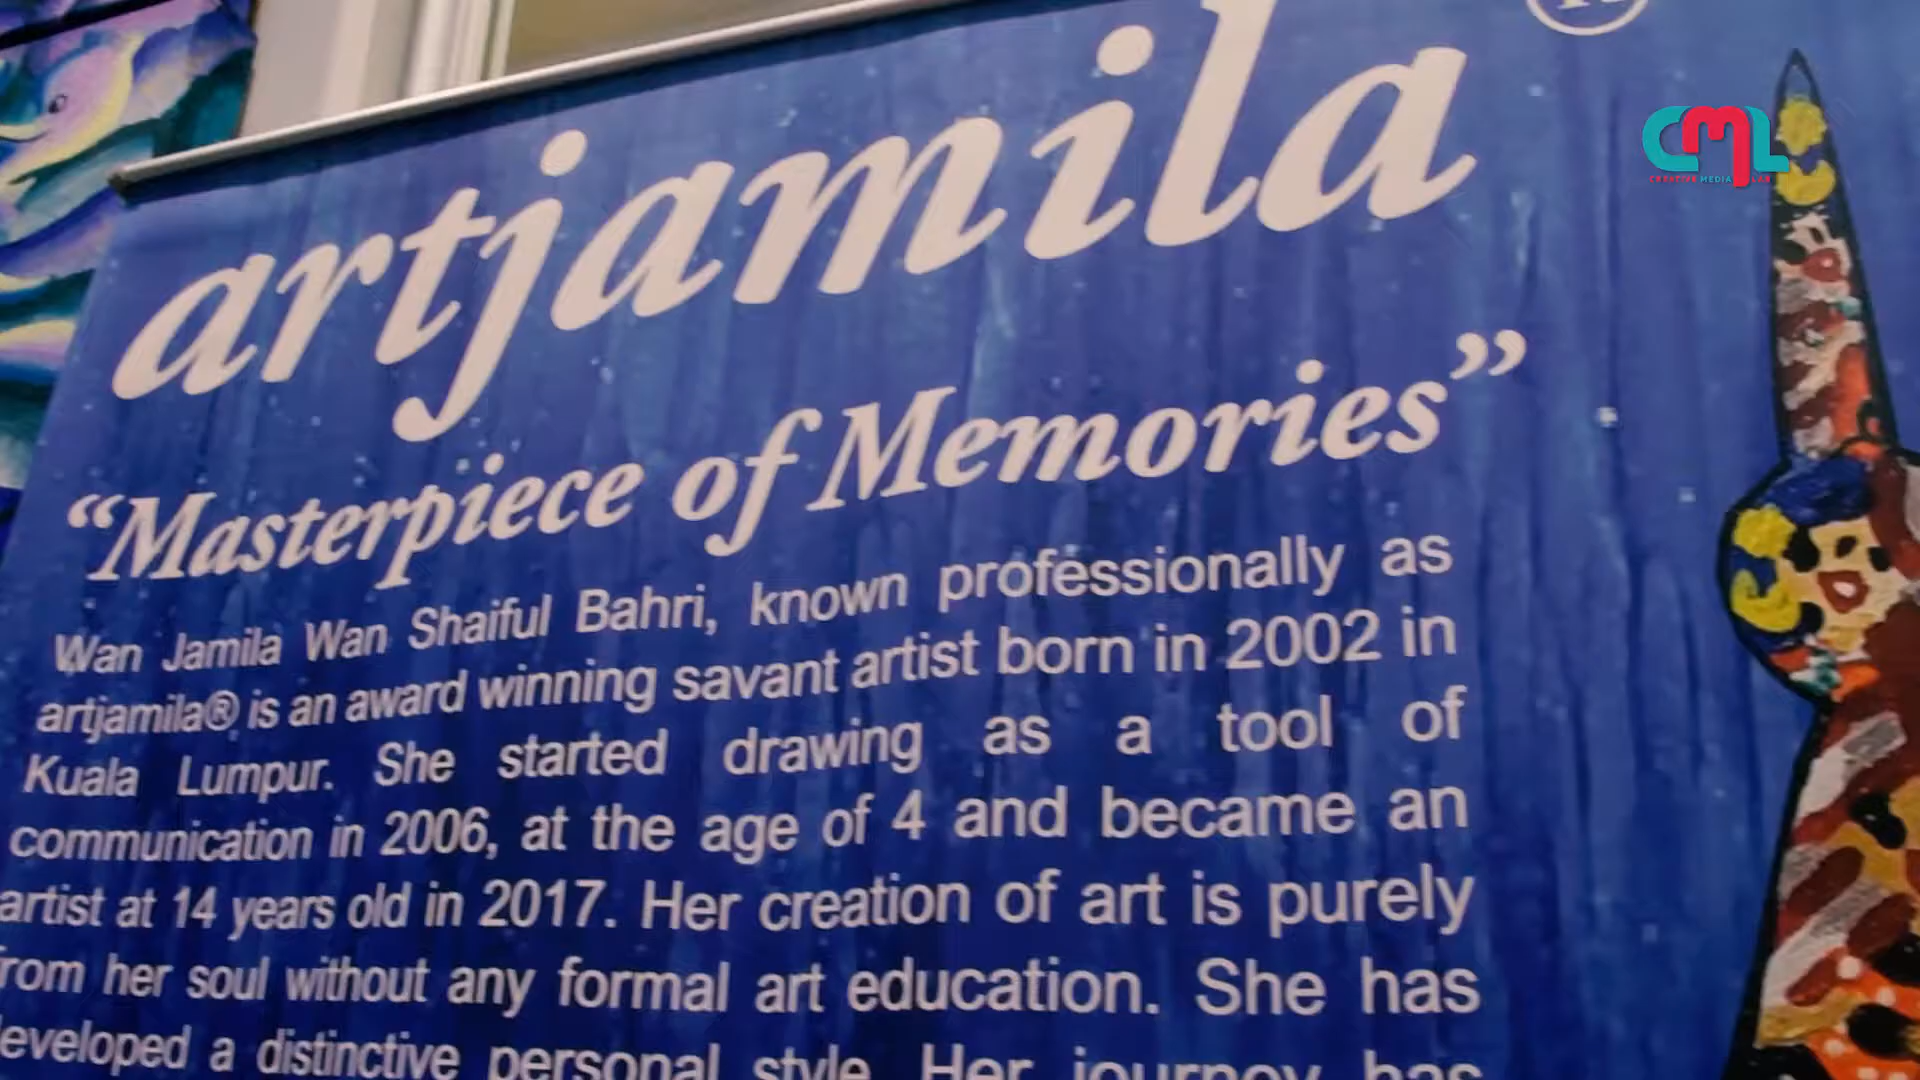 artjamila
CML
CREATIVE MEDIA LAB
“Masterpiece of Memories”
Wan Jamila Wan Shaiful Bahri, known professionally as
artjamila® is an award winning savant artist born in 2002 in
Kuala Lumpur. She started drawing as a tool of
communication in 2006, at the age of 4 and became an
artist at 14 years old in 2017. Her creation of art is purely
from her soul without any formal art education. She has
developed a distinctive personal style. Her journey has